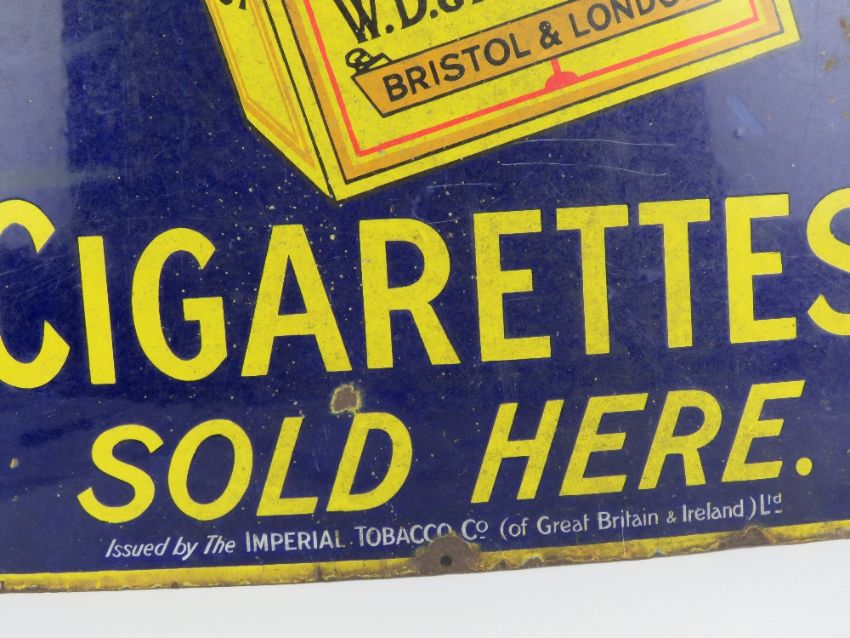 W.D.
BRISTOL & LONDON
CIGARETTES
SOLD HERE.
Issued by The IMPERIAL TOBACCO Co (of Great Britain & Ireland) Ltd